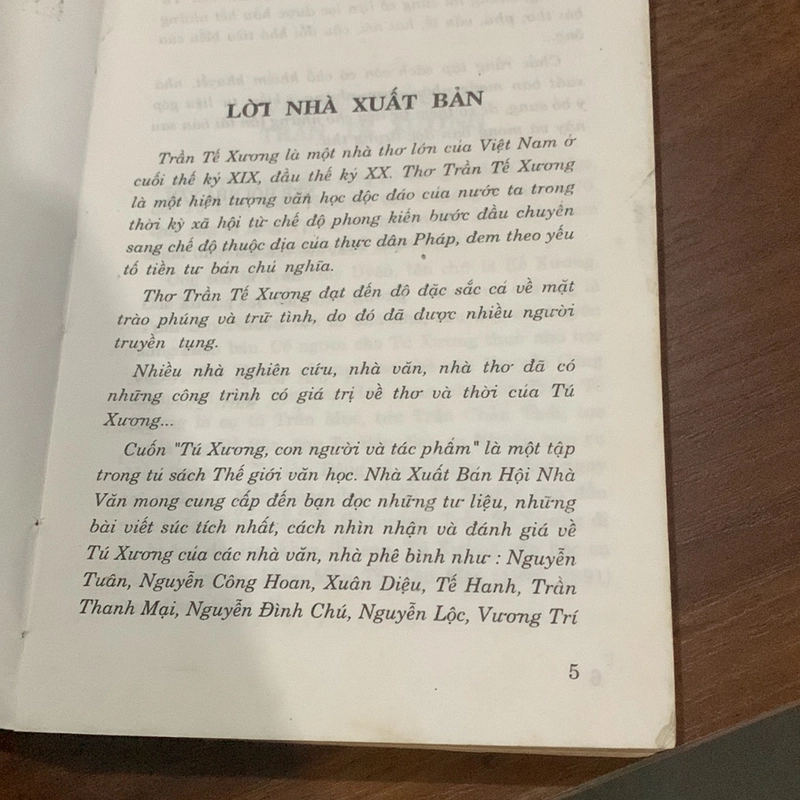 LỜI NHÀ XUẤT BẢN
Trần Tế Xương là một nhà thơ lớn của Việt Nam ở
cuối thế kỷ XIX, đầu thế kỷ XX. Thơ Trần Tế Xương
là một hiện tượng văn học độc đáo của nước ta trong
thời kỳ xã hội từ chế độ phong kiến bước đầu chuyển
sang chế độ thuộc địa của thực dân Pháp, đem theo yếu
tố tiền tư bản chủ nghĩa.
Thơ Trần Tế Xượng đạt đến độ đặc sắc cả về mặt
trào phúng và trữ tình, do đó đã được nhiều người
truyền tụng.
Nhiều nhà nghiên cứu, nhà văn, nhà thơ đã có
những công trình có giá trị về thơ và thời của Tú
Xương...
Cuốn "Tú Xương, con người và tác phẩm" là một tập
trong tủ sách Thế giới văn học. Nhà Xuất Bản Hội Nhà
Văn mong cung cấp đến bạn đọc những tư liệu, những
bài viết súc tích nhất, cách nhìn nhận và đánh giá về
Tú Xương của các nhà văn, nhà phê bình như : Nguyễn
Tuân, Nguyễn Công Hoan, Xuân Diệu, Tế Hanh, Trần
Thanh Mại, Nguyễn Đình Chú, Nguyễn Lộc, Vương Trí
5